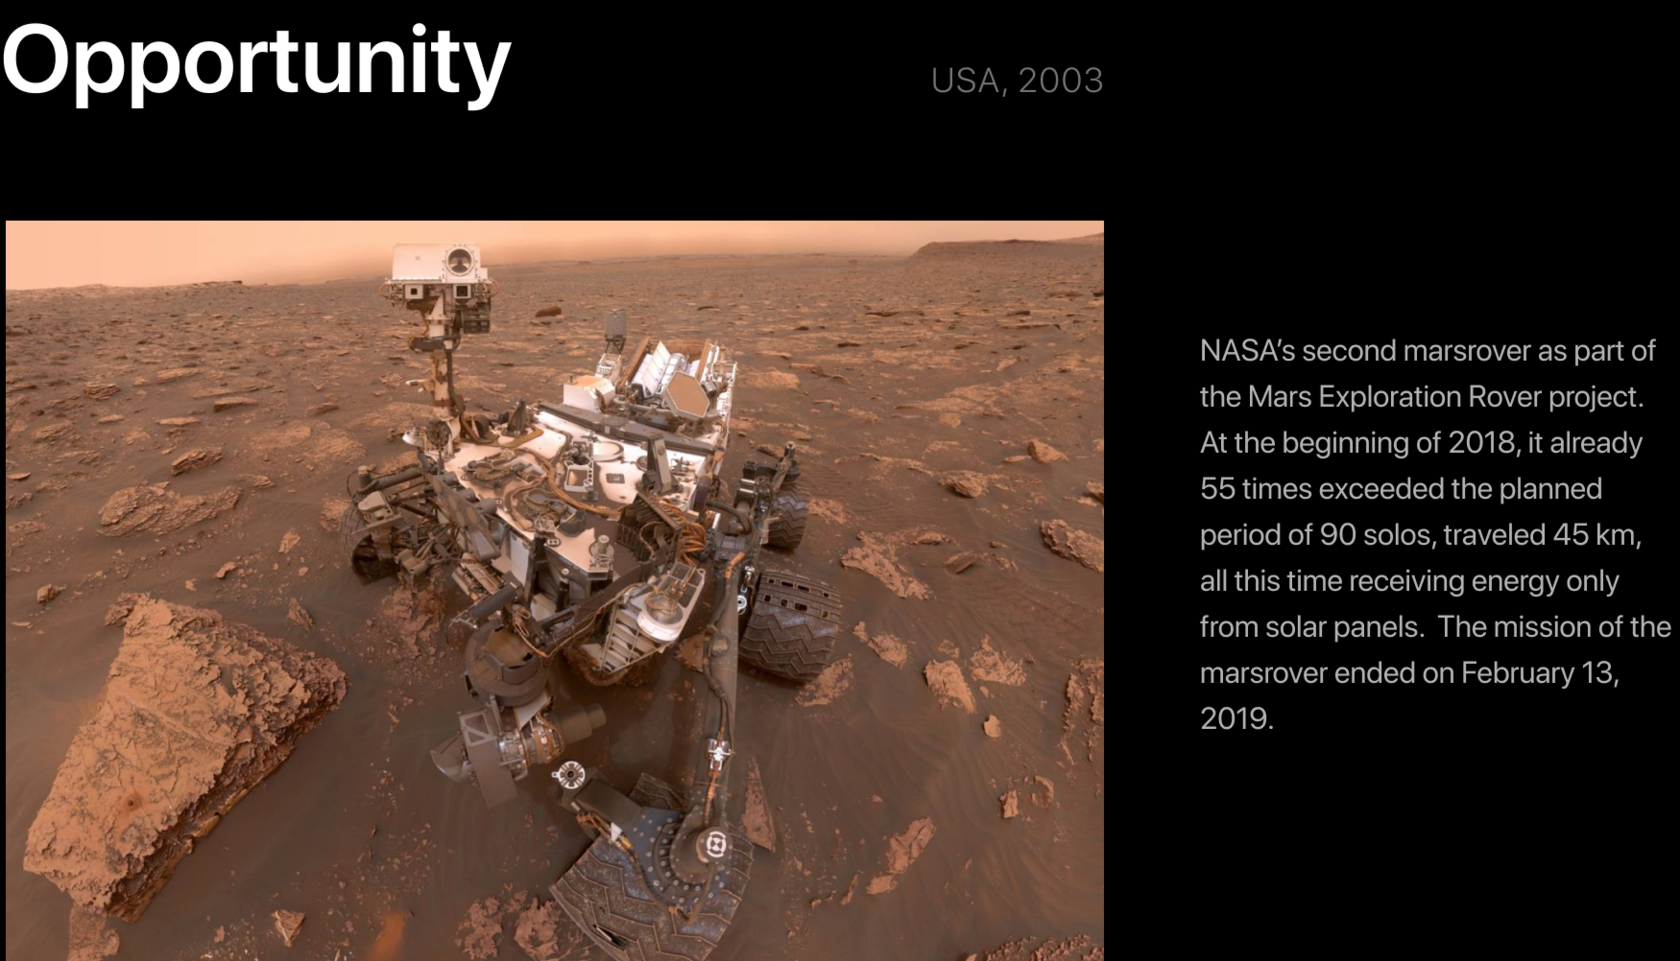 Opportunity
USA, 2003
NASA’s second marsrover as part of
the Mars Exploration Rover project.
At the beginning of 2018, it already
55 times exceeded the planned
period of 90 solos, traveled 45 km,
all this time receiving energy only
from solar panels.  The mission of the
marsrover ended on February 13,
2019.